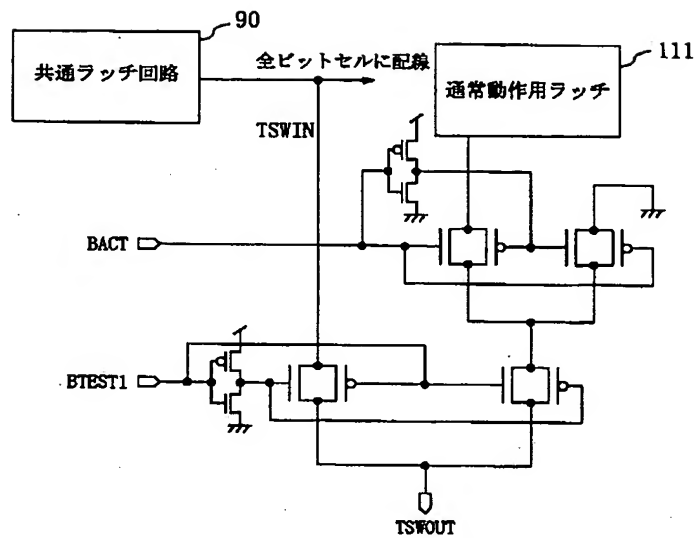 90
共通ラッチ回路
全ビットセルに配線
111
通常動作用ラッチ
TSWIN
BACT
BTEST1
TSWOUT